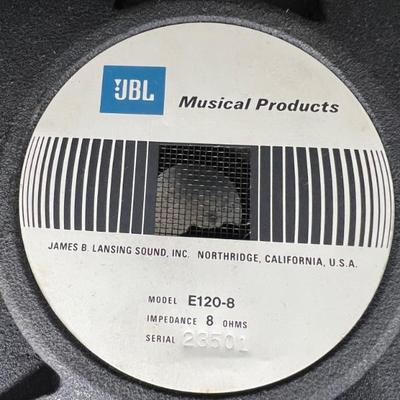 JBL
Musical Products
JAMES B. LANSING SOUND, INC. NORTHRIDGE, CALIFORNIA, U.S.A.
MODEL E120-8
IMPEDANCE 8 OHMS
SERIAL 23501